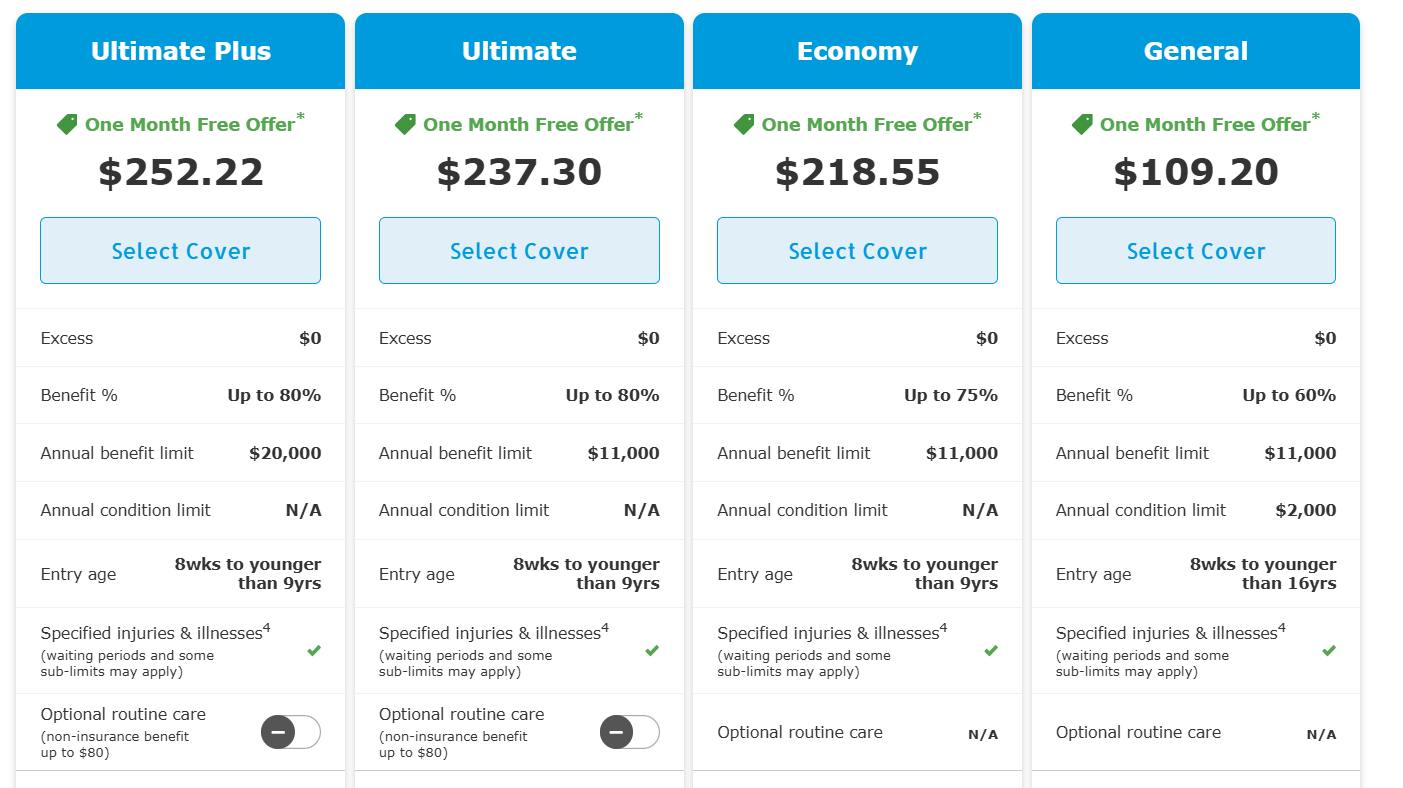 Ultimate Plus
One Month Free Offer*
$252.22
Select Cover
Excess $0
Benefit % Up to 80%
Annual benefit limit $20,000
Annual condition limit N/A
Entry age 8wks to younger
than 9yrs
Specified injuries & illnesses4
(waiting periods and some
sub-limits may apply)
Optional routine care
(non-insurance benefit
up to $80)
Ultimate
One Month Free Offer*
$237.30
Select Cover
Excess $0
Benefit % Up to 80%
Annual benefit limit $11,000
Annual condition limit N/A
Entry age 8wks to younger
than 9yrs
Specified injuries & illnesses4
(waiting periods and some
sub-limits may apply)
Optional routine care
(non-insurance benefit
up to $80)
Economy
One Month Free Offer*
$218.55
Select Cover
Excess $0
Benefit % Up to 75%
Annual benefit limit $11,000
Annual condition limit N/A
Entry age 8wks to younger
than 9yrs
Specified injuries & illnesses4
(waiting periods and some
sub-limits may apply)
Optional routine care N/A
General
One Month Free Offer*
$109.20
Select Cover
Excess $0
Benefit % Up to 60%
Annual benefit limit $11,000
Annual condition limit $2,000
Entry age 8wks to younger
than 16yrs
Specified injuries & illnesses4
(waiting periods and some
sub-limits may apply)
Optional routine care N/A